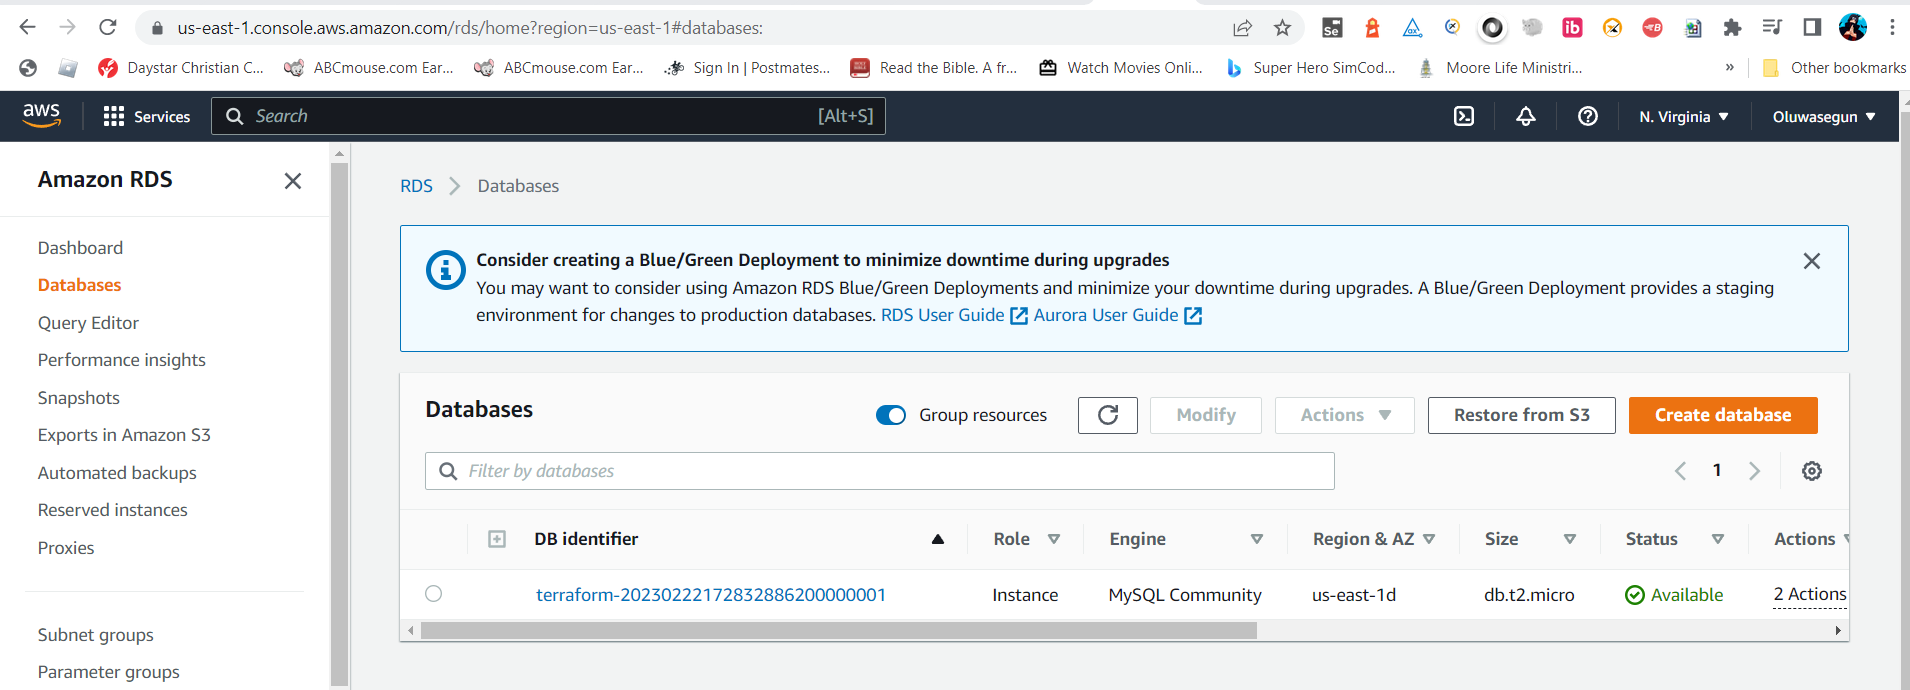 us-east-1.console.aws.amazon.com/rds/home?region=us-east-1#databases:
Daystar Christian C... ABCmouse.com Ear... ABCmouse.com Ear... Sign In | Postmates... Read the Bible. A fr... Watch Movies Onli... Super Hero SimCod... Moore Life Ministri... » Other bookmarks
aws Services Search [Alt+S] N. Virginia ▼ Oluwasegun ▼
Amazon RDS
Dashboard
Databases
Query Editor
Performance insights
Snapshots
Exports in Amazon S3
Automated backups
Reserved instances
Proxies
Subnet groups
Parameter groups
RDS > Databases
Consider creating a Blue/Green Deployment to minimize downtime during upgrades
You may want to consider using Amazon RDS Blue/Green Deployments and minimize your downtime during upgrades. A Blue/Green Deployment provides a staging
environment for changes to production databases. RDS User Guide Aurora User Guide
Databases Group resources Modify Actions Restore from S3 Create database
Filter by databases 1
DB identifier Role Engine Region & AZ Size Status Actions
terraform-20230222172832886200000001 Instance MySQL Community us-east-1d db.t2.micro Available 2 Actions